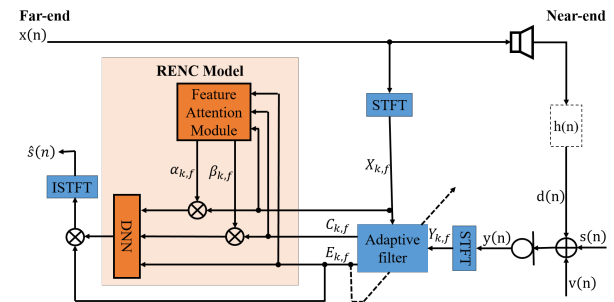 Far-end
Near-end
x(n)
RENC Model
Feature
Attention
Module
STFT
h(n)
ŝ(n)
α_{k,f}
β_{k,f}
X_{k,f}
ISTFT
d(n)
DNN
C_{k,f}
Y_{k,f}
y(n)
s(n)
Adaptive
filter
STFT
E_{k,f}
v(n)